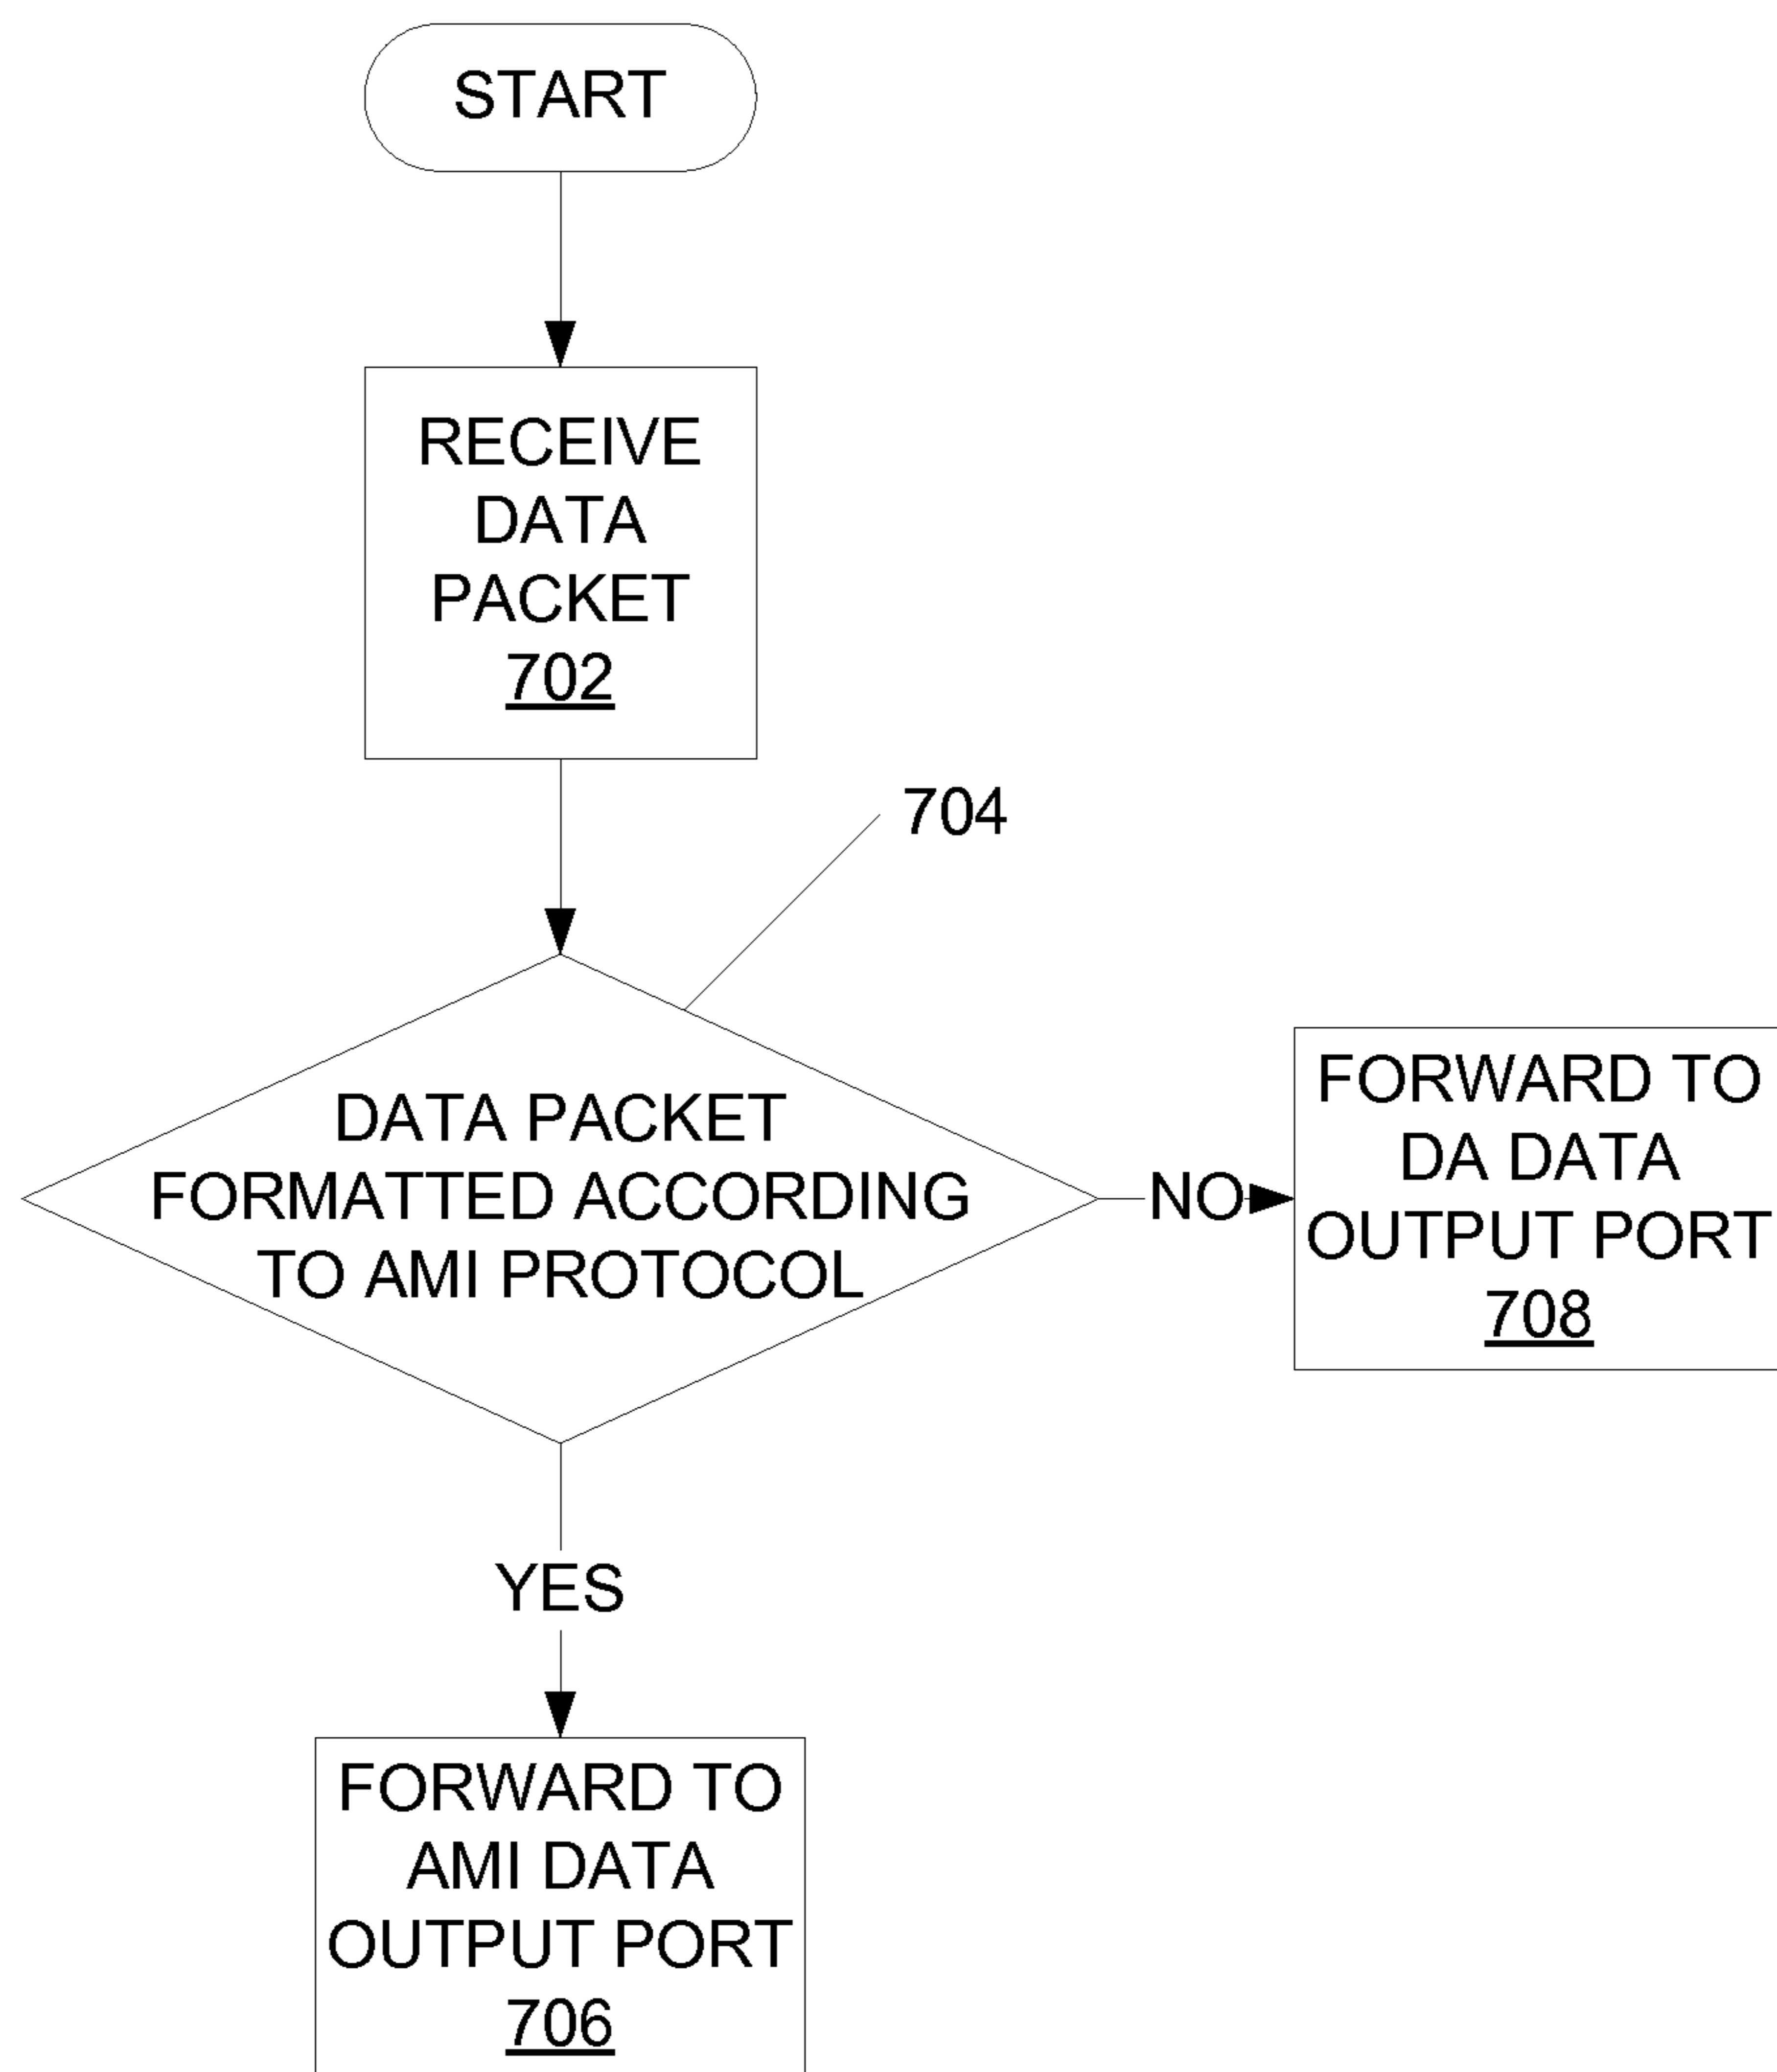 START
RECEIVE
DATA
PACKET
702
704
DATA PACKET
FORMATTED ACCORDING
TO AMI PROTOCOL
NO
FORWARD TO
DA DATA
OUTPUT PORT
708
YES
FORWARD TO
AMI DATA
OUTPUT PORT
706